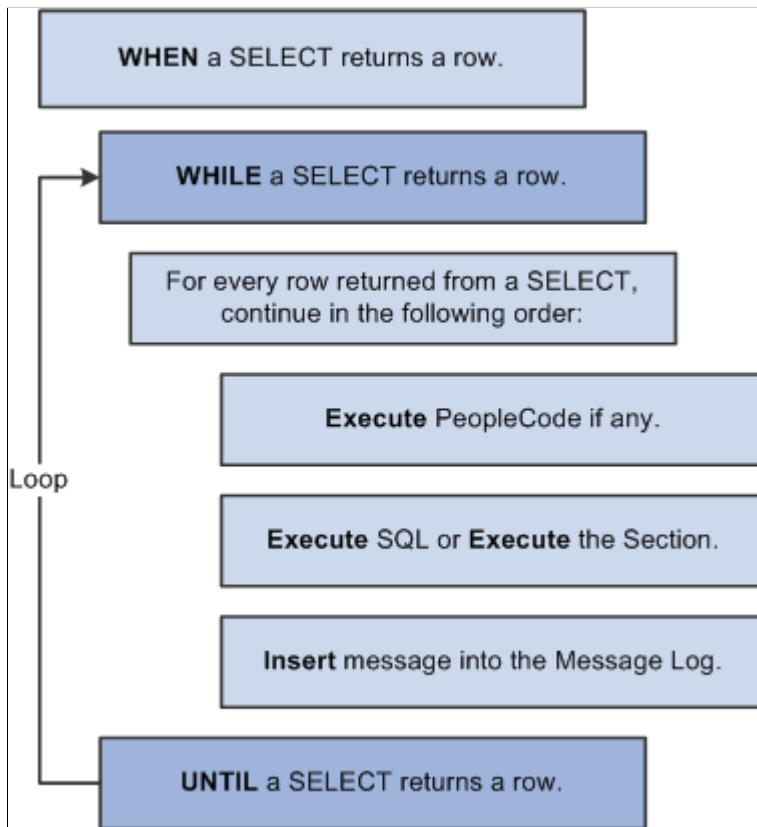 WHEN a SELECT returns a row.
WHILE a SELECT returns a row.
For every row returned from a SELECT,
continue in the following order:
Execute PeopleCode if any.
Loop
Execute SQL or Execute the Section.
Insert message into the Message Log.
UNTIL a SELECT returns a row.